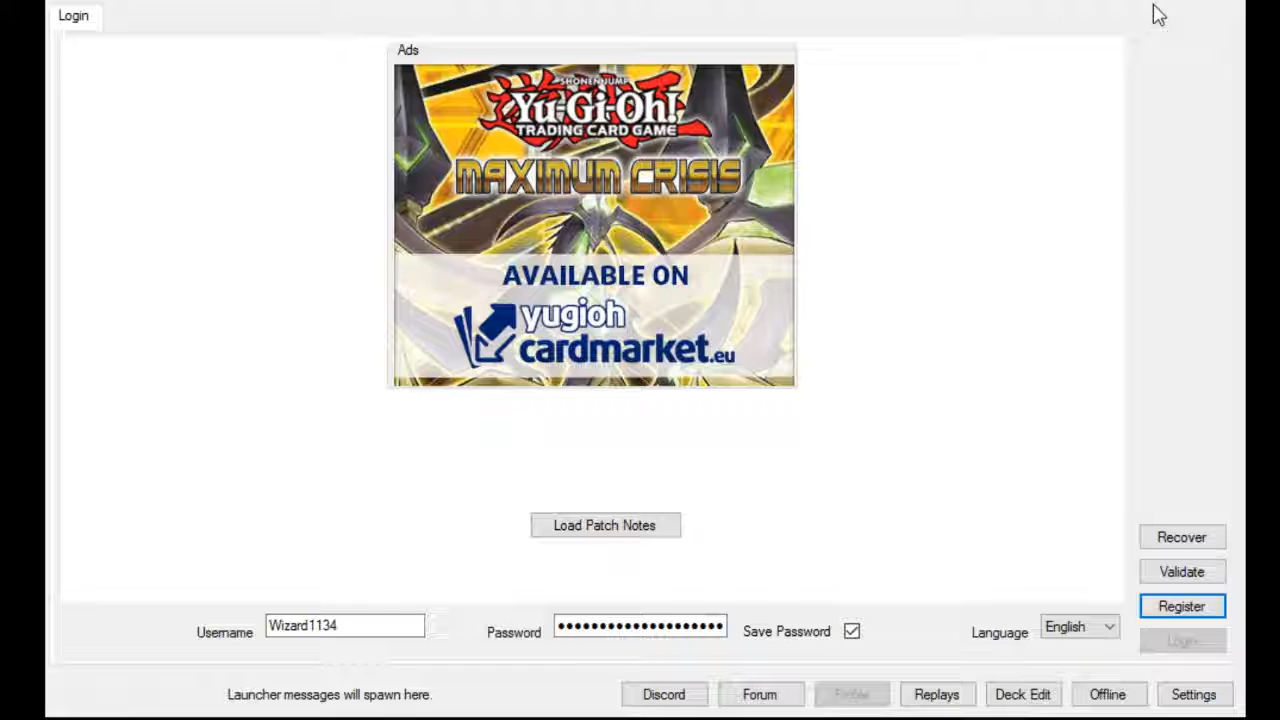 Login
Ads
SHONEN JUMP
Yu-Gi-Oh!
TRADING CARD GAME
MAXIMUM CRISIS
AVAILABLE ON
yugioh
cardmarket.eu
Load Patch Notes
Recover
Validate
Register
Username Wizard1134 Password •••••••••••••••••••• Save Password Language English Login
Launcher messages will spawn here. Discord Forum Profile Replays Deck Edit Offline Settings